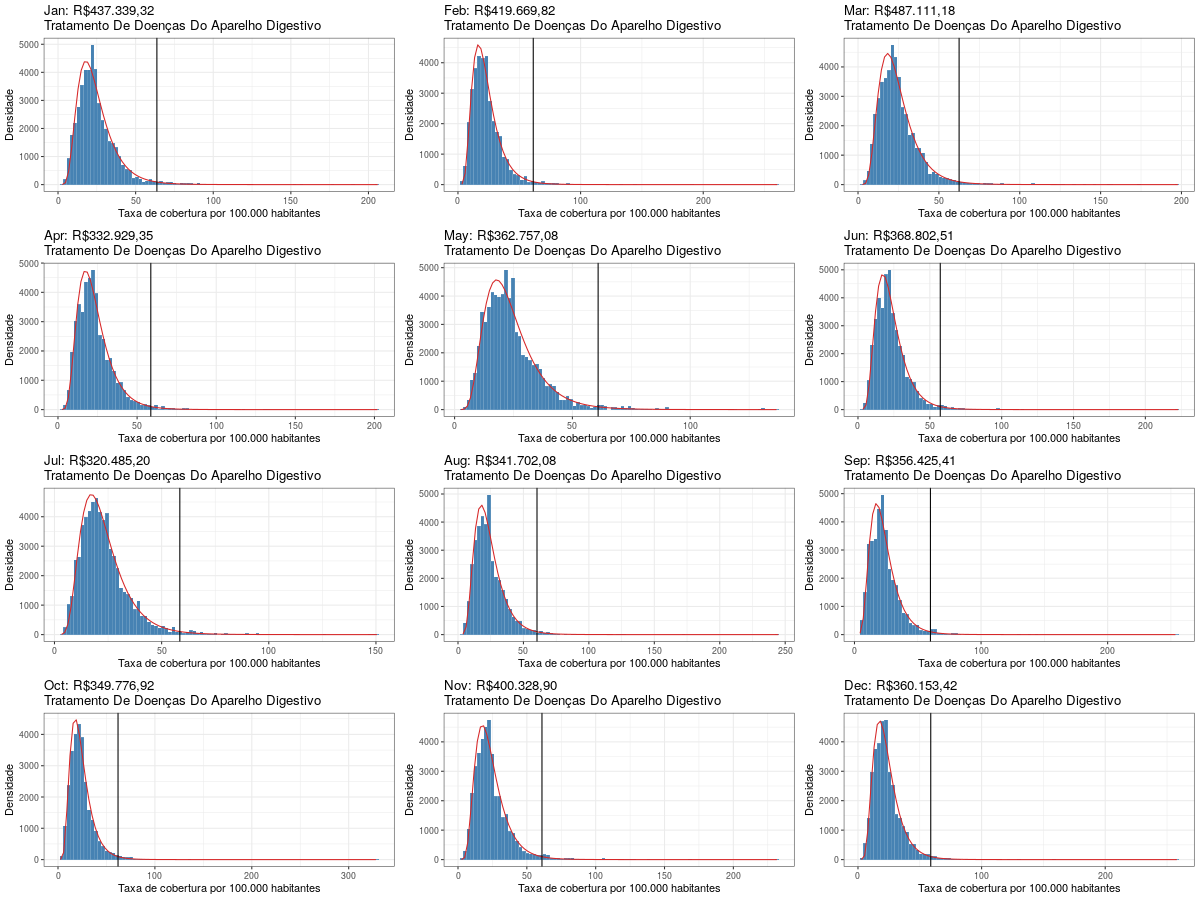 Jan: R$437.339,32
Tratamento De Doenças Do Aparelho Digestivo
Densidade
5000
4000
3000
2000
1000
0
0 50 100 150 200
Taxa de cobertura por 100.000 habitantes
Feb: R$419.669,82
Tratamento De Doenças Do Aparelho Digestivo
Densidade
4000
3000
2000
1000
0
0 100 200
Taxa de cobertura por 100.000 habitantes
Mar: R$487.111,18
Tratamento De Doenças Do Aparelho Digestivo
Densidade
4000
3000
2000
1000
0
0 50 100 150 200
Taxa de cobertura por 100.000 habitantes
Apr: R$332.929,35
Tratamento De Doenças Do Aparelho Digestivo
Densidade
5000
4000
3000
2000
1000
0
0 50 100 150 200
Taxa de cobertura por 100.000 habitantes
May: R$362.757,08
Tratamento De Doenças Do Aparelho Digestivo
Densidade
5000
4000
3000
2000
1000
0
0 50 100
Taxa de cobertura por 100.000 habitantes
Jun: R$368.802,51
Tratamento De Doenças Do Aparelho Digestivo
Densidade
5000
4000
3000
2000
1000
0
0 50 100 150 200
Taxa de cobertura por 100.000 habitantes
Jul: R$320.485,20
Tratamento De Doenças Do Aparelho Digestivo
Densidade
4000
3000
2000
1000
0
0 50 100 150
Taxa de cobertura por 100.000 habitantes
Aug: R$341.702,08
Tratamento De Doenças Do Aparelho Digestivo
Densidade
5000
4000
3000
2000
1000
0
0 50 100 150 200 250
Taxa de cobertura por 100.000 habitantes
Sep: R$356.425,41
Tratamento De Doenças Do Aparelho Digestivo
Densidade
5000
4000
3000
2000
1000
0
0 100 200
Taxa de cobertura por 100.000 habitantes
Oct: R$349.776,92
Tratamento De Doenças Do Aparelho Digestivo
Densidade
4000
3000
2000
1000
0
0 100 200 300
Taxa de cobertura por 100.000 habitantes
Nov: R$400.328,90
Tratamento De Doenças Do Aparelho Digestivo
Densidade
4000
3000
2000
1000
0
0 50 100 150 200
Taxa de cobertura por 100.000 habitantes
Dec: R$360.153,42
Tratamento De Doenças Do Aparelho Digestivo
Densidade
4000
3000
2000
1000
0
0 100 200
Taxa de cobertura por 100.000 habitantes